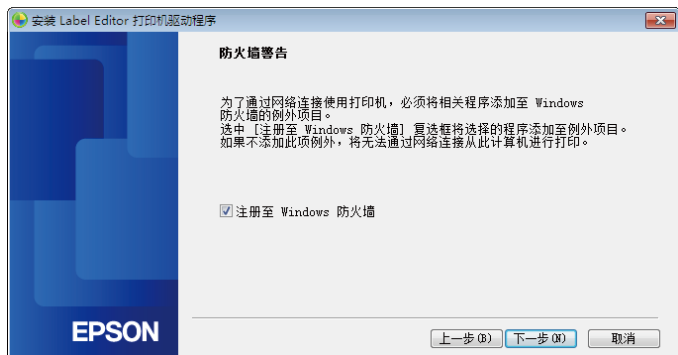 安装 Label Editor 打印机驱动程序
防火墙警告
为了通过网络连接使用打印机，必须将相关程序添加至 Windows
防火墙的例外项目。
选中 [注册至 Windows 防火墙] 复选框将选择的程序添加至例外项目。
如果不添加此项例外，将无法通过网络连接从此计算机进行打印。
注册至 Windows 防火墙
EPSON
上一步(B) 下一步(N) 取消